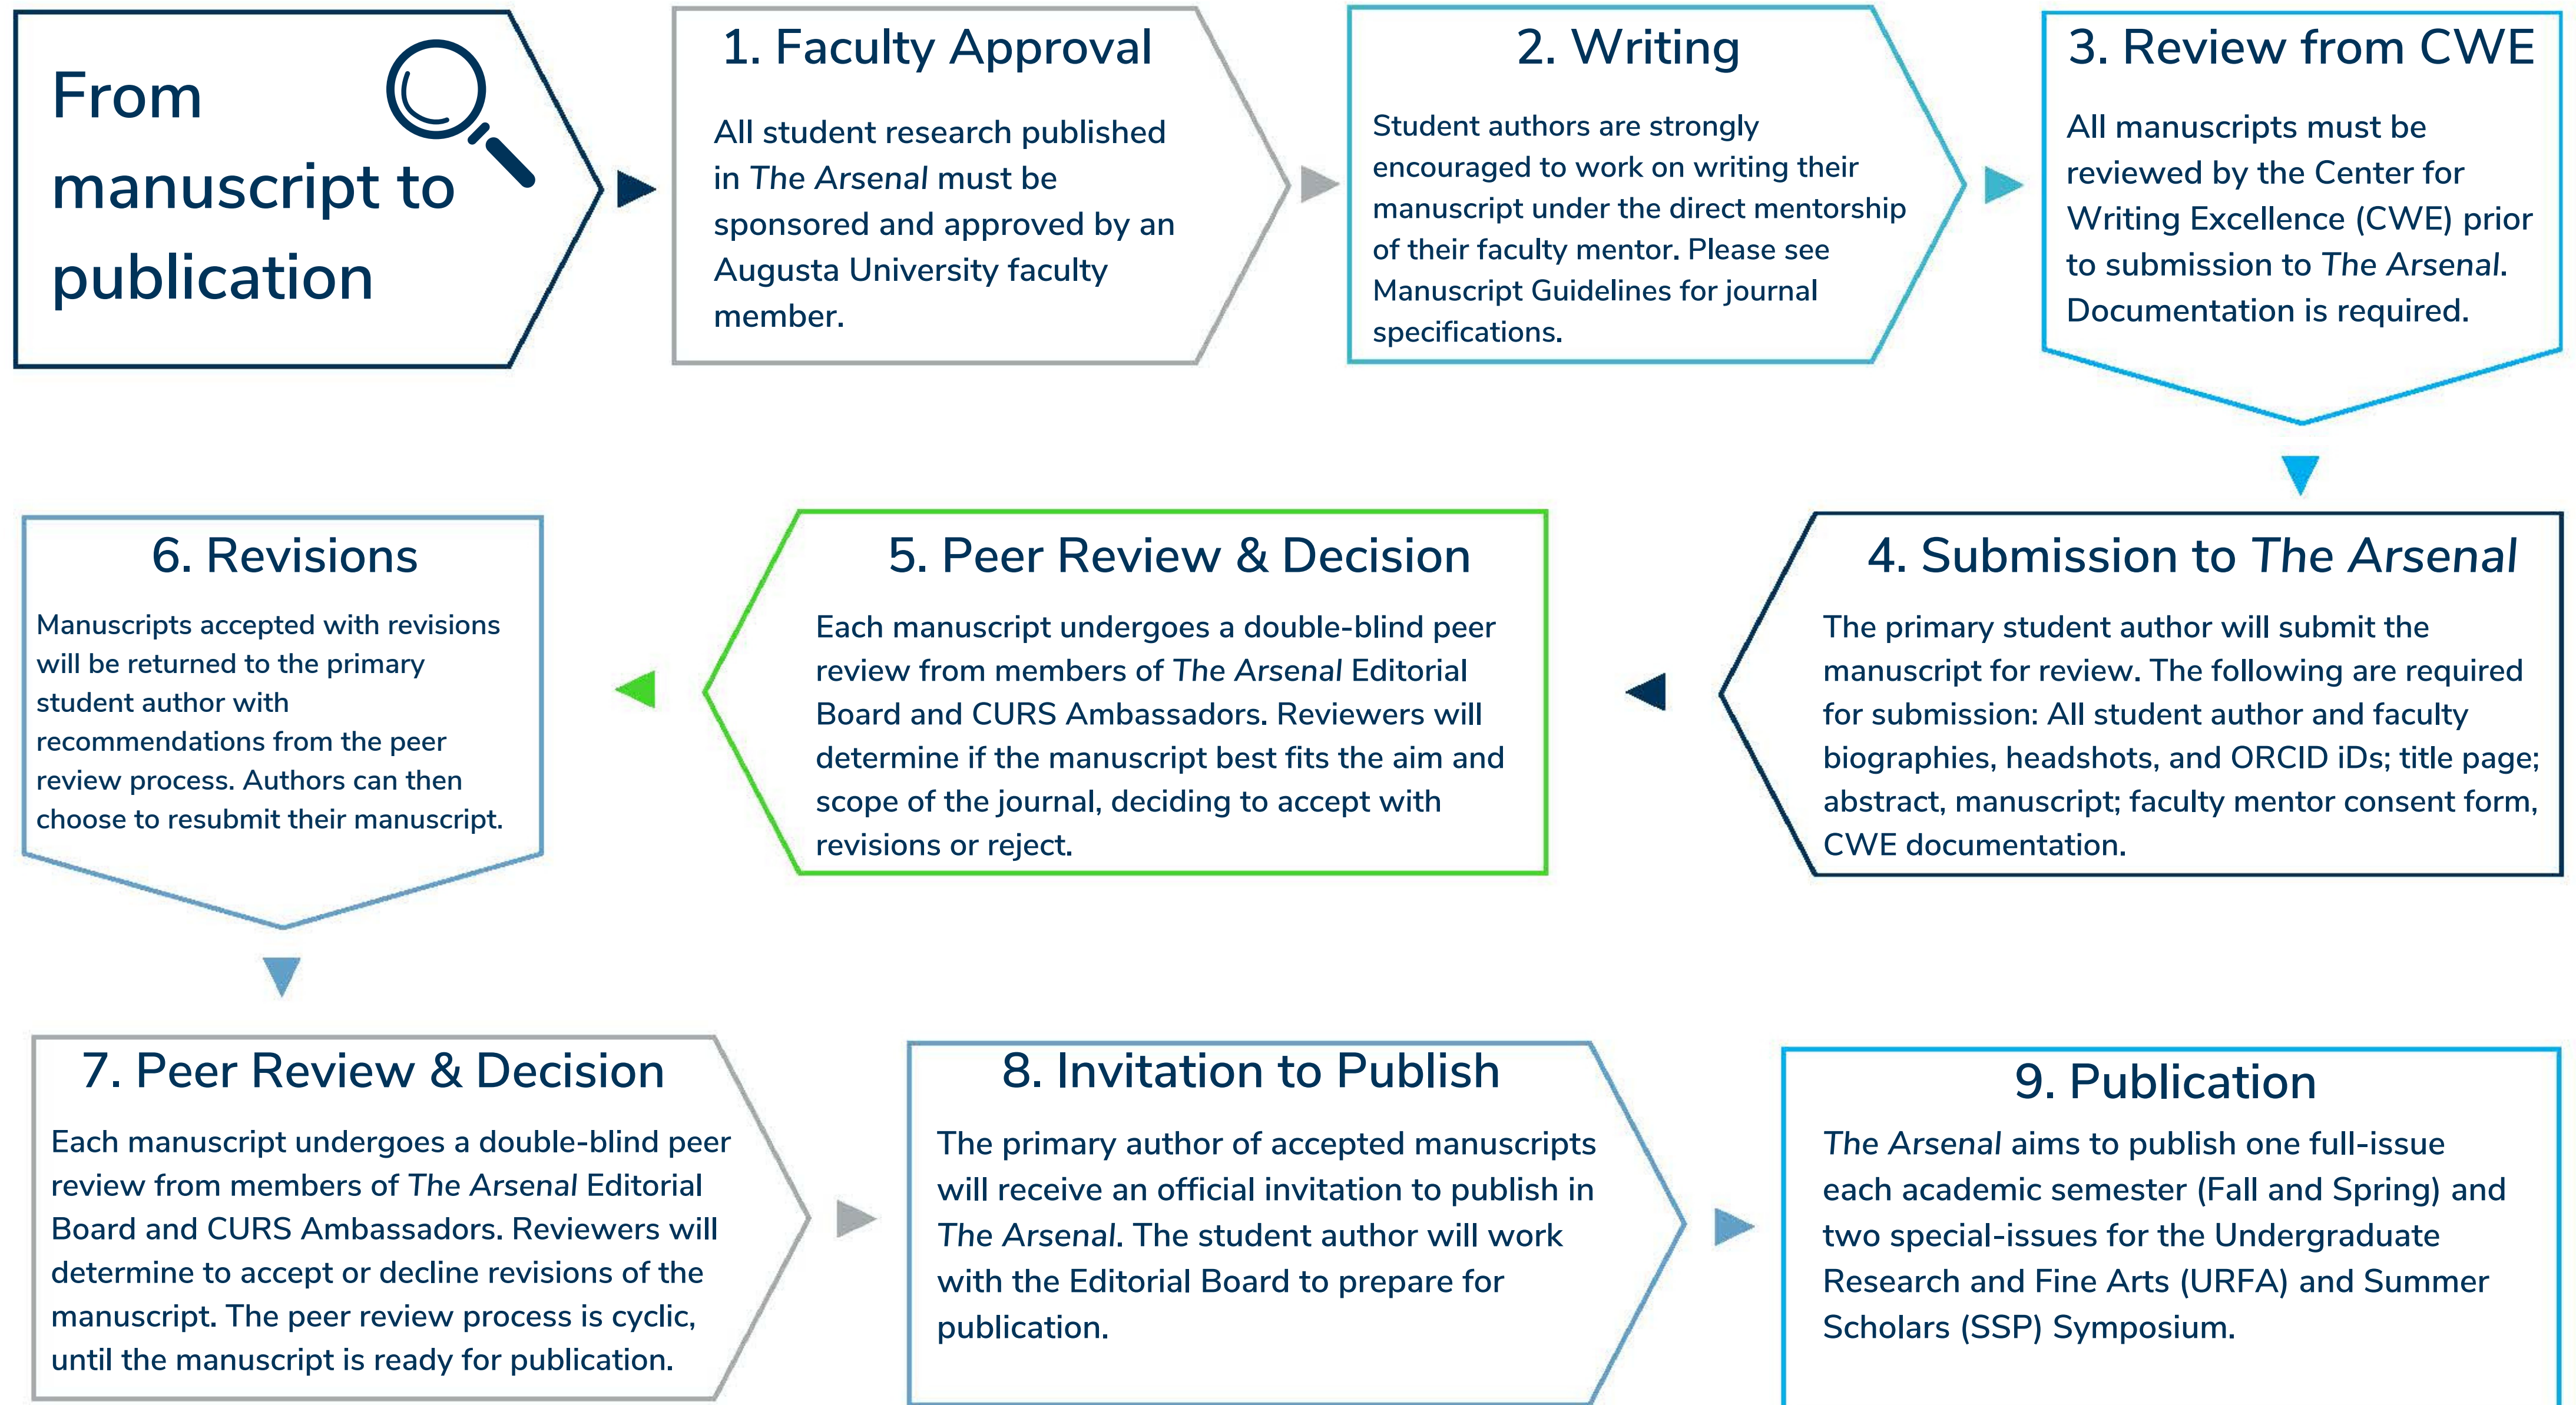 From
manuscript to
publication
1. Faculty Approval
All student research published
in The Arsenal must be
sponsored and approved by an
Augusta University faculty
member.
2. Writing
Student authors are strongly
encouraged to work on writing their
manuscript under the direct mentorship
of their faculty mentor. Please see
Manuscript Guidelines for journal
specifications.
3. Review from CWE
All manuscripts must be
reviewed by the Center for
Writing Excellence (CWE) prior
to submission to The Arsenal.
Documentation is required.
4. Submission to The Arsenal
The primary student author will submit the
manuscript for review. The following are required
for submission: All student author and faculty
biographies, headshots, and ORCID iDs; title page;
abstract, manuscript; faculty mentor consent form,
CWE documentation.
5. Peer Review & Decision
Each manuscript undergoes a double-blind peer
review from members of The Arsenal Editorial
Board and CURS Ambassadors. Reviewers will
determine if the manuscript best fits the aim and
scope of the journal, deciding to accept with
revisions or reject.
6. Revisions
Manuscripts accepted with revisions
will be returned to the primary
student author with
recommendations from the peer
review process. Authors can then
choose to resubmit their manuscript.
7. Peer Review & Decision
Each manuscript undergoes a double-blind peer
review from members of The Arsenal Editorial
Board and CURS Ambassadors. Reviewers will
determine to accept or decline revisions of the
manuscript. The peer review process is cyclic,
until the manuscript is ready for publication.
8. Invitation to Publish
The primary author of accepted manuscripts
will receive an official invitation to publish in
The Arsenal. The student author will work
with the Editorial Board to prepare for
publication.
9. Publication
The Arsenal aims to publish one full-issue
each academic semester (Fall and Spring) and
two special-issues for the Undergraduate
Research and Fine Arts (URFA) and Summer
Scholars (SSP) Symposium.